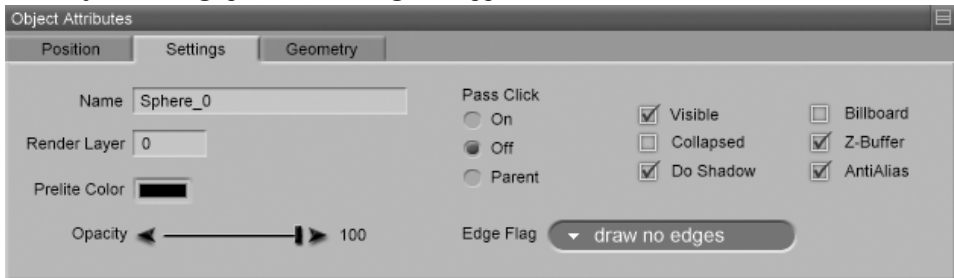 Object Attributes
Position Settings Geometry
Name Sphere_0
Render Layer 0
Prelite Color
Opacity 100
Pass Click
On
Off
Parent
Visible
Collapsed
Do Shadow
Billboard
Z-Buffer
AntiAlias
Edge Flag draw no edges